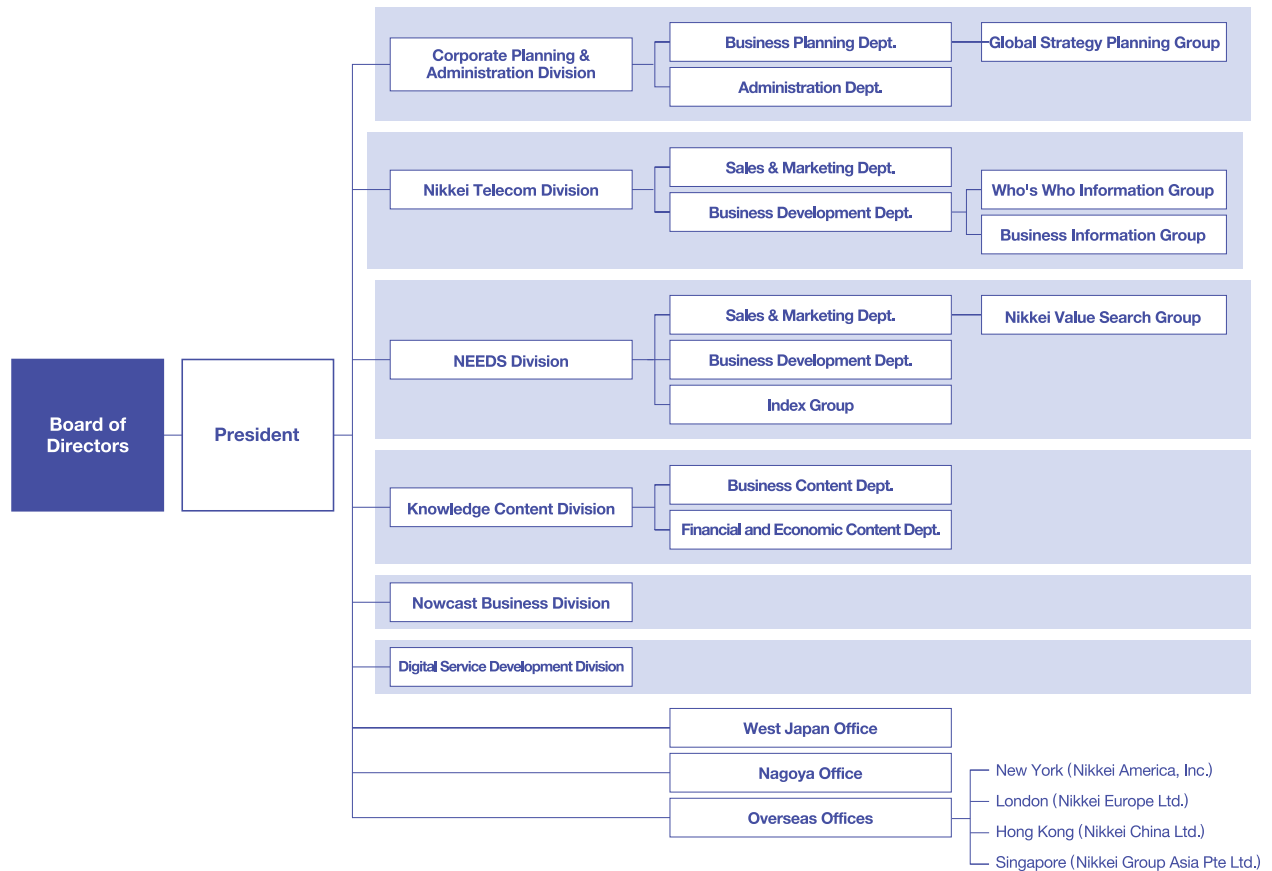 Board of
Directors
President
Corporate Planning &
Administration Division
Business Planning Dept.
Global Strategy Planning Group
Administration Dept.
Nikkei Telecom Division
Sales & Marketing Dept.
Business Development Dept.
Who's Who Information Group
Business Information Group
NEEDS Division
Sales & Marketing Dept.
Nikkei Value Search Group
Business Development Dept.
Index Group
Knowledge Content Division
Business Content Dept.
Financial and Economic Content Dept.
Nowcast Business Division
Digital Service Development Division
West Japan Office
Nagoya Office
Overseas Offices
New York (Nikkei America, Inc.)
London (Nikkei Europe Ltd.)
Hong Kong (Nikkei China Ltd.)
Singapore (Nikkei Group Asia Pte Ltd.)